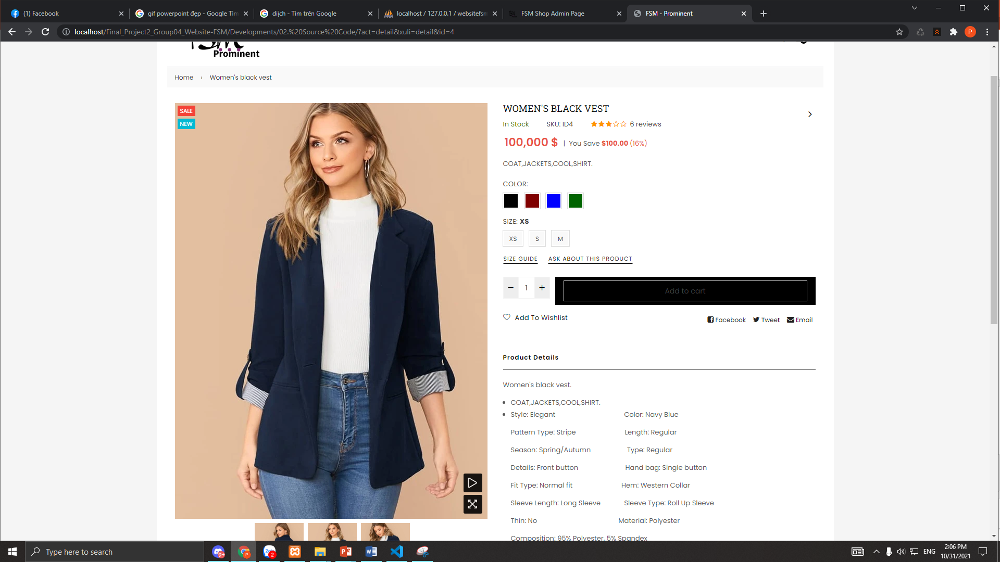 (1) Facebook
gif powerpoint đẹp - Google Tìm
diịch - Tìm trên Google
localhost / 127.0.0.1 / websitefsm
FSM Shop Admin Page
FSM - Prominent
localhost/Final_Project2_Group04_Website-FSM/Developments/02.%20Source%20Code/?act=detail&xuli=detail&id=4
P
Prominent
Home › Women's black vest
SALE
NEW
WOMEN'S BLACK VEST
In Stock SKU: ID4 6 reviews
100,000 $ | You Save $100.00 (16%)
COAT,JACKETS,COOL,SHIRT.
COLOR:
SIZE: XS
XS S M
SIZE GUIDE ASK ABOUT THIS PRODUCT
1
Add to cart
Add To Wishlist
Facebook Tweet Email
Product Details
Women's black vest.
COAT,JACKETS,COOL,SHIRT.
Style: Elegant Color: Navy Blue
Pattern Type: Stripe Length: Regular
Season: Spring/Autumn Type: Regular
Details: Front button Hand bag: Single button
Fit Type: Normal fit Hem: Western Collar
Sleeve Length: Long Sleeve Sleeve Type: Roll Up Sleeve
Thin: No Material: Polyester
Composition: 95% Polyester, 5% Spandex
Type here to search
9+
P
2
ENG
2:06 PM
10/31/2021